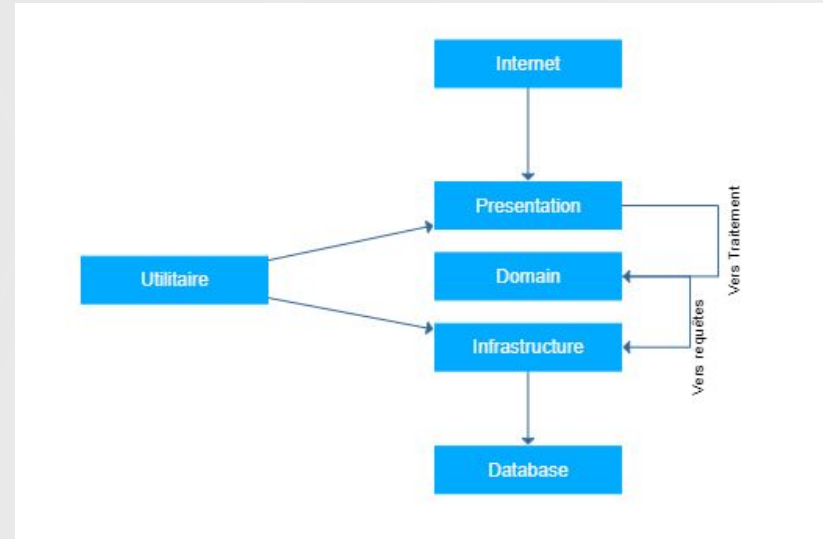 Internet
Presentation
Vers Traitement
Utilitaire
Domain
Vers requêtes
Infrastructure
Database